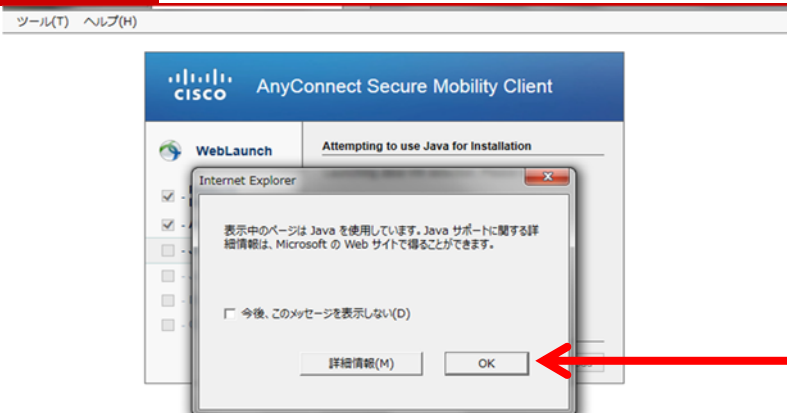 ツール(T) ヘルプ(H)
CISCO AnyConnect Secure Mobility Client
WebLaunch
Attempting to use Java for Installation
Internet Explorer
表示中のページは Java を使用しています。Java サポートに関する詳
細情報は、Microsoft の Web サイトで得ることができます。
今後、このメッセージを表示しない(D)
詳細情報(M) OK